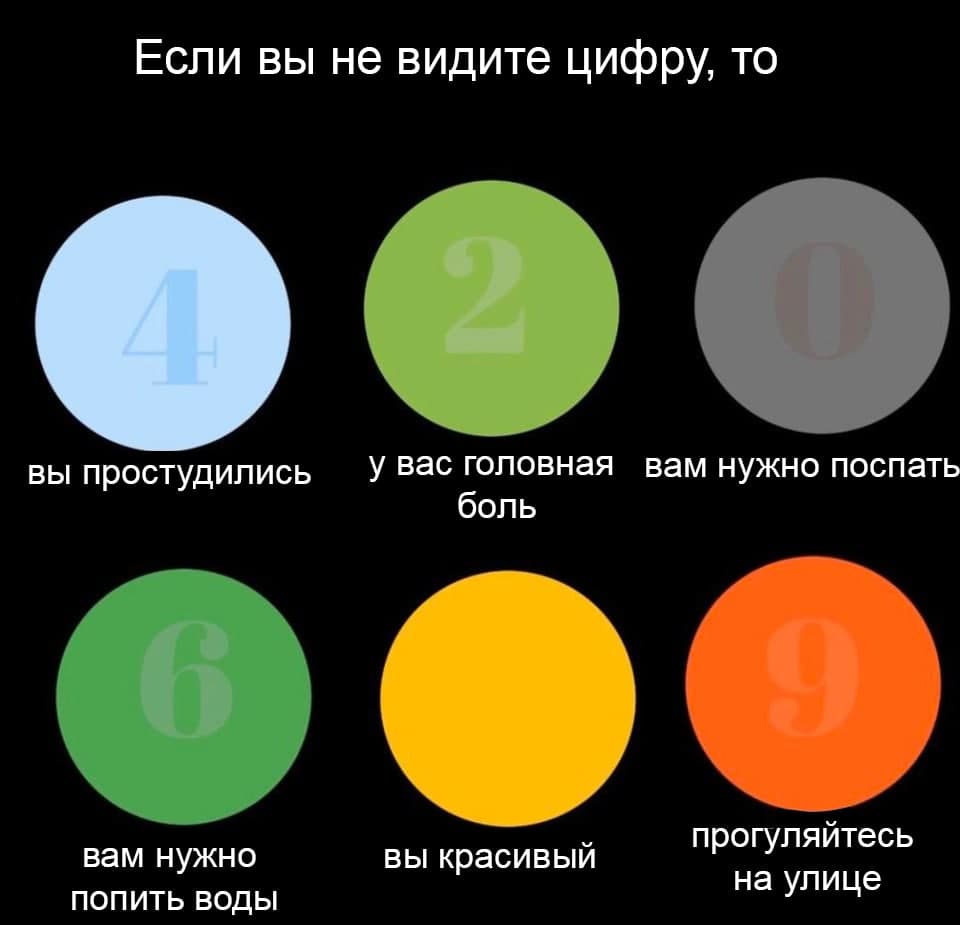 Если вы не видите цифру, то
4
2
0
вы простудились
у вас головная
боль
вам нужно поспать
6
9
вам нужно
попить воды
вы красивый
прогуляйтесь
на улице